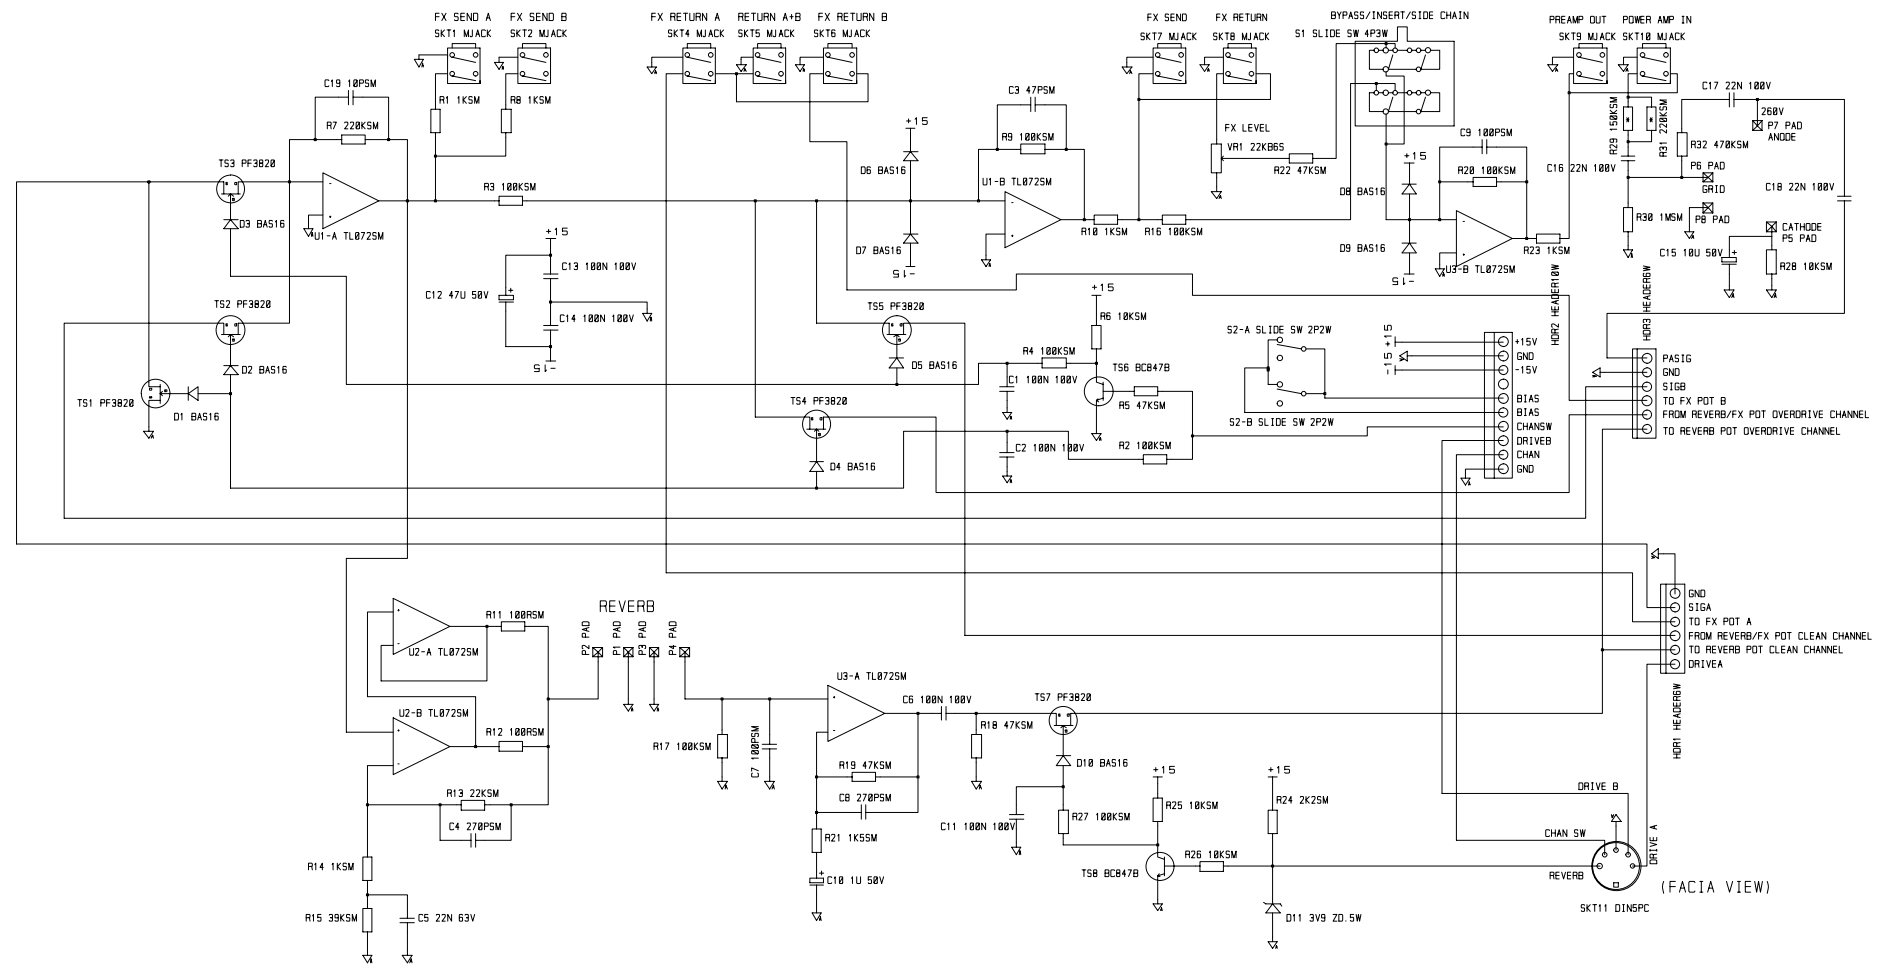 FX SEND A
SKT1 MJACK
FX SEND B
SKT2 MJACK
FX RETURN A
SKT4 MJACK
RETURN A+B
SKT5 MJACK
FX RETURN B
SKT6 MJACK
FX SEND
SKT7 MJACK
FX RETURN
SKT8 MJACK
BYPASS/INSERT/SIDE CHAIN
S1 SLIDE SW 4P3W
PREAMP OUT
SKT9 MJACK
POWER AMP IN
SKT10 MJACK
C19 10PSM
R7 220KSM
R1 1KSM
R8 1KSM
C3 47PSM
R9 100KSM
FX LEVEL
VR1 22KB6S
R22 47KSM
C9 100PSM
R20 100KSM
C17 22N 100V
260V
P7 PAD
ANODE
R29 150KSM
R31 220KSM
R32 470KSM
C16 22N 100V
P6 PAD
GRID
C18 22N 100V
P8 PAD
R30 1MSM
CATHODE
P5 PAD
C15 10U 50V
+
R28 10KSM
TS3 PF3820
D3 BAS16
U1-A TL072SM
R3 100KSM
+15
D6 BAS16
D7 BAS16
-15
U1-B TL072SM
R10 1KSM
R16 100KSM
+15
D8 BAS16
D9 BAS16
-15
U3-B TL072SM
R23 1KSM
+15
C13 100N 100V
C12 47U 50V
+
C14 100N 100V
-15
TS2 PF3820
D2 BAS16
TS1 PF3820
D1 BAS16
TS5 PF3820
D5 BAS16
TS4 PF3820
D4 BAS16
+15
R6 10KSM
R4 100KSM
C1 100N 100V
TS6 BC847B
R5 47KSM
C2 100N 100V
R2 100KSM
S2-A SLIDE SW 2P2W
S2-B SLIDE SW 2P2W
+15
-15
HDR2 HEADER10W
+15V
GND
-15V
BIAS
BIAS
CHANSW
DRIVEB
CHAN
GND
HDR3 HEADER6W
PASIG
GND
SIGB
TO FX POT B
FROM REVERB/FX POT OVERDRIVE CHANNEL
TO REVERB POT OVERDRIVE CHANNEL
GND
SIGA
TO FX POT A
FROM REVERB/FX POT CLEAN CHANNEL
TO REVERB POT CLEAN CHANNEL
DRIVEA
HDR1 HEADER6W
R11 100RSM
U2-A TL072SM
U2-B TL072SM
R12 100RSM
R13 22KSM
C4 270PSM
R14 1KSM
R15 39KSM
C5 22N 63V
REVERB
P2 PAD
P1 PAD
P3 PAD
P4 PAD
R17 100KSM
C7 100PSM
U3-A TL072SM
C6 100N 100V
R18 47KSM
R19 47KSM
C8 270PSM
R21 1K5SM
+
C10 1U 50V
TS7 PF3820
D10 BAS16
C11 100N 100V
R27 100KSM
+15
R25 10KSM
TS8 BC847B
R26 10KSM
+15
R24 2K2SM
D11 3V9 ZD.5W
DRIVE B
CHAN SW
DRIVE A
REVERB
(FACIA VIEW)
SKT11 DIN5PC